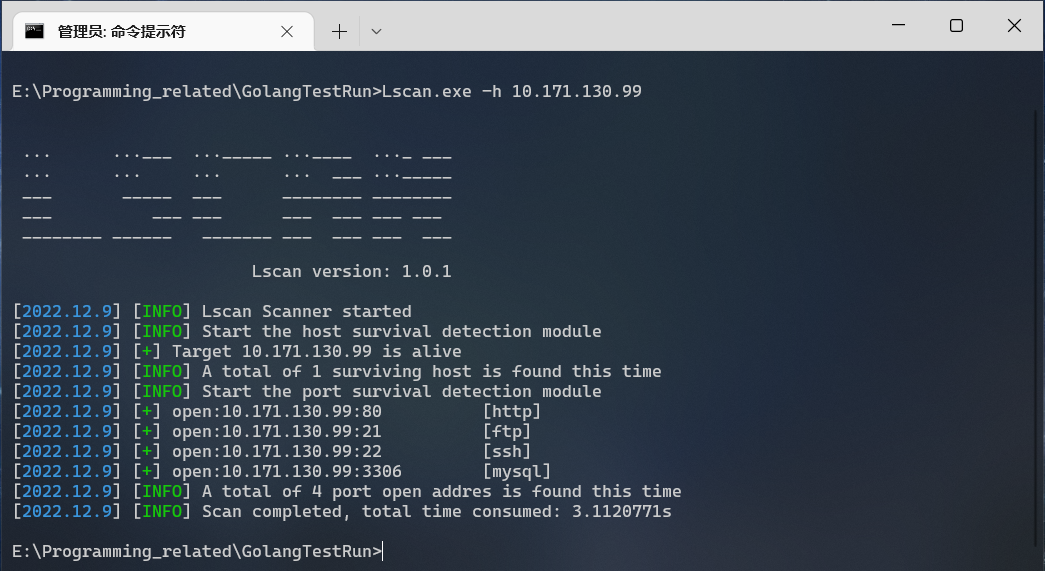 管理员: 命令提示符
E:\Programming_related\GolangTestRun>Lscan.exe -h 10.171.130.99
Lscan version: 1.0.1
[2022.12.9] [INFO] Lscan Scanner started
[2022.12.9] [INFO] Start the host survival detection module
[2022.12.9] [+] Target 10.171.130.99 is alive
[2022.12.9] [INFO] A total of 1 surviving host is found this time
[2022.12.9] [INFO] Start the port survival detection module
[2022.12.9] [+] open:10.171.130.99:80 [http]
[2022.12.9] [+] open:10.171.130.99:21 [ftp]
[2022.12.9] [+] open:10.171.130.99:22 [ssh]
[2022.12.9] [+] open:10.171.130.99:3306 [mysql]
[2022.12.9] [INFO] A total of 4 port open addres is found this time
[2022.12.9] [INFO] Scan completed, total time consumed: 3.1120771s
E:\Programming_related\GolangTestRun>